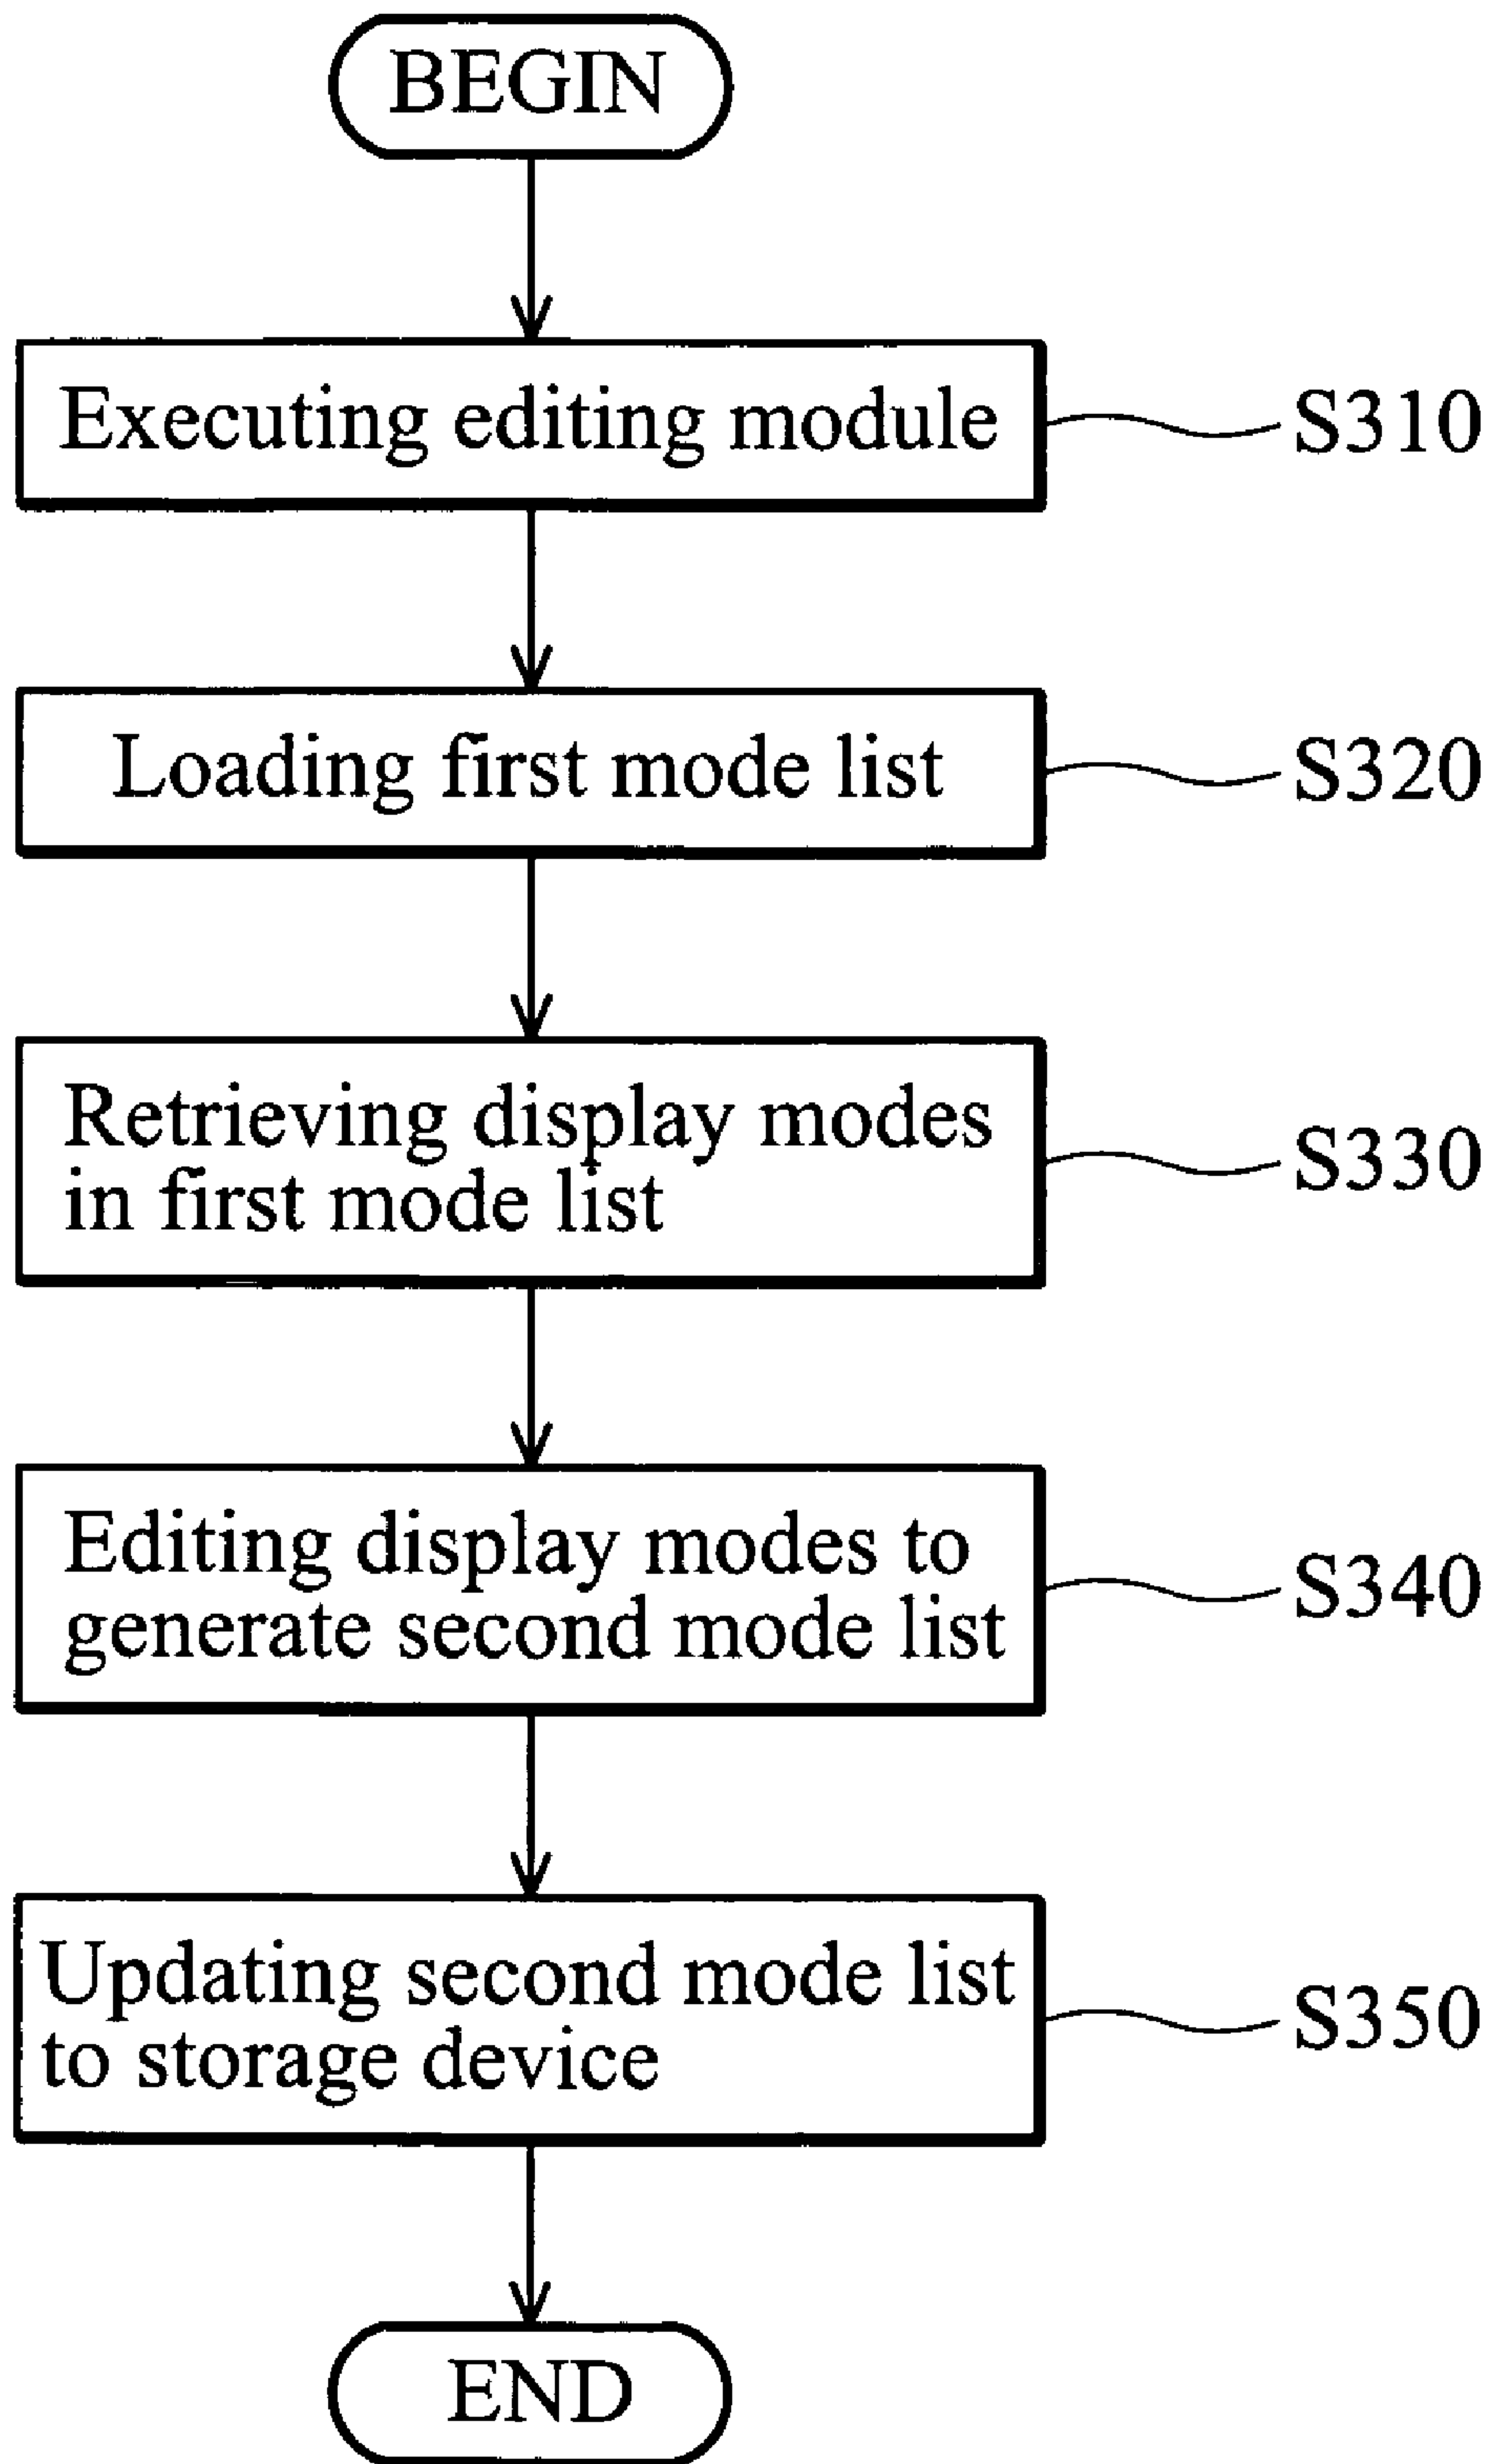 BEGIN
Executing editing module
S310
Loading first mode list
S320
Retrieving display modes
in first mode list
S330
Editing display modes to
generate second mode list
S340
Updating second mode list
to storage device
S350
END